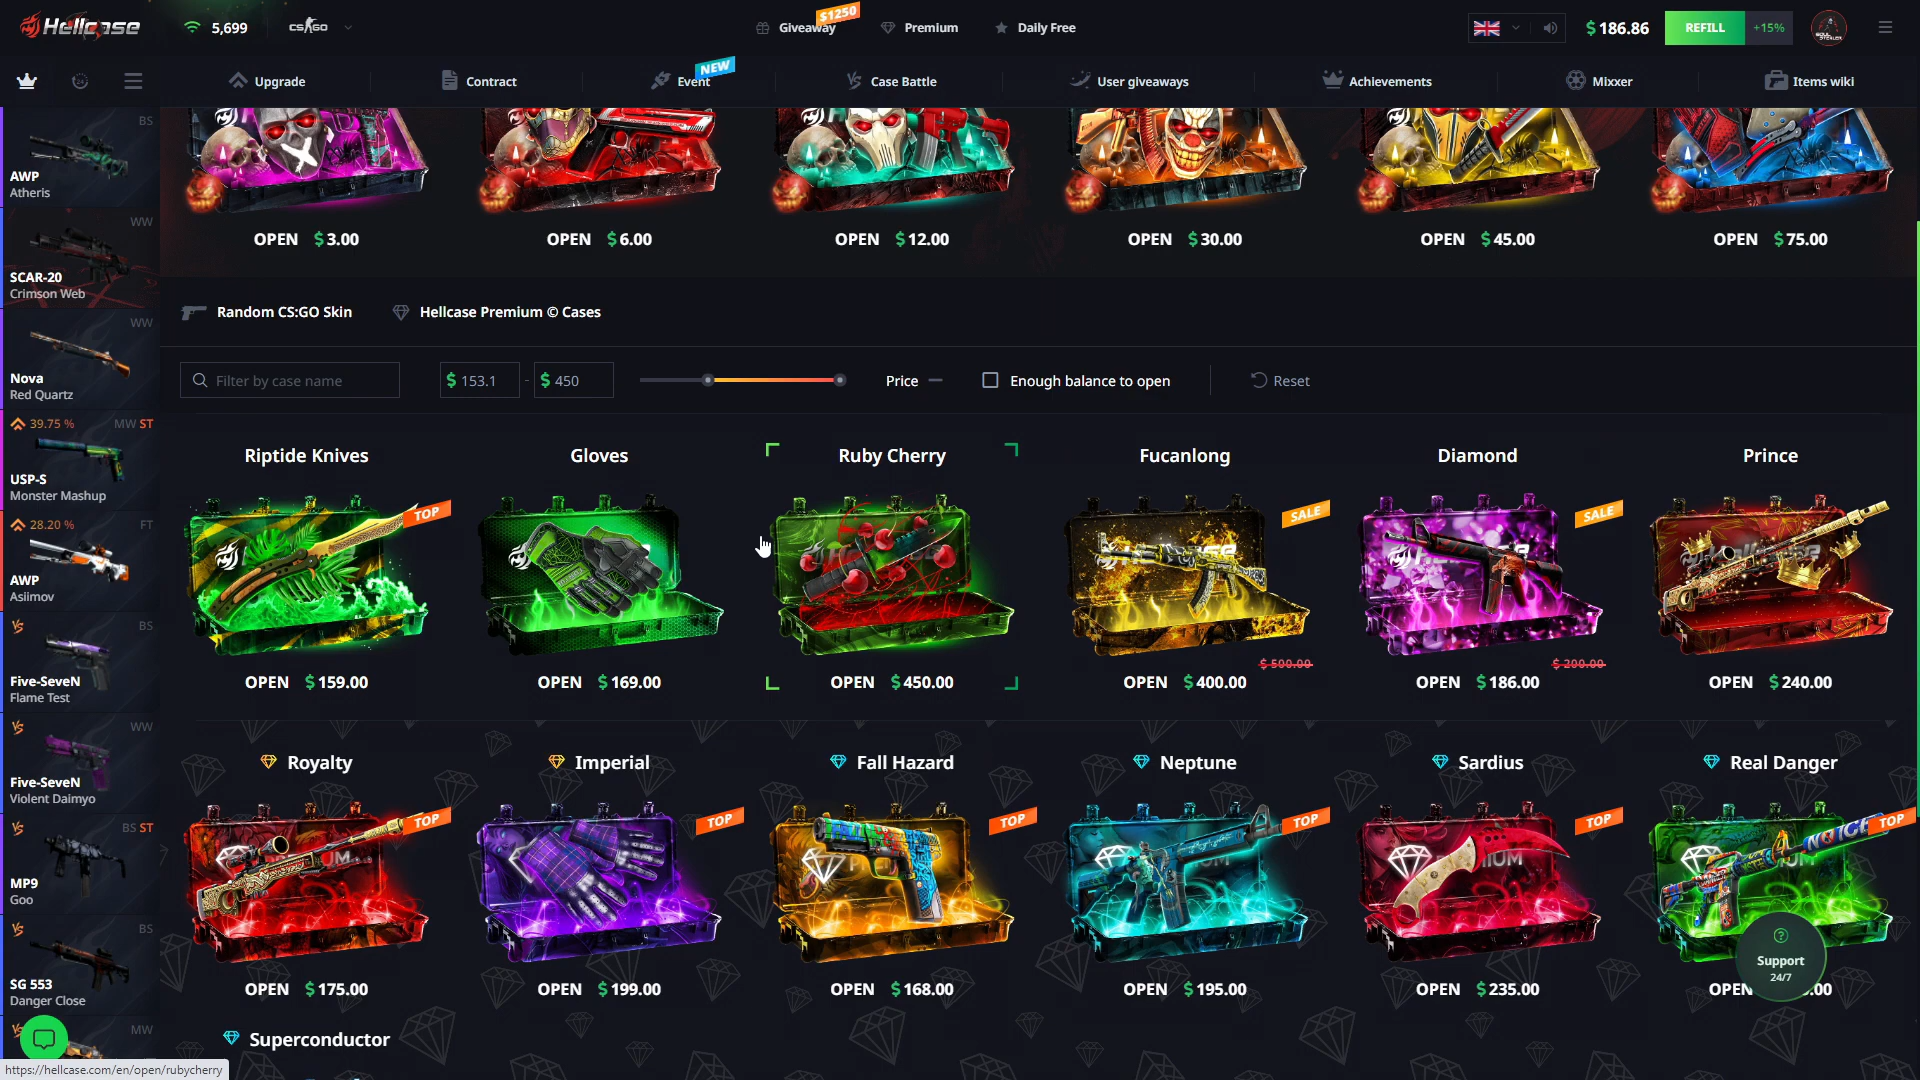 Hellcase
5,699
CS:GO
Giveaway
$1250
Premium
Daily Free
$ 186.86
REFILL
+15%
Upgrade
Contract
Event
NEW
Case Battle
User giveaways
Achievements
Mixxer
Items wiki
BS
AWP
Atheris
WW
SCAR-20
Crimson Web
WW
Nova
Red Quartz
39.75 %
MW ST
USP-S
Monster Mashup
28.20 %
FT
AWP
Asiimov
VS
BS
Five-SeveN
Flame Test
VS
WW
Five-SeveN
Violent Daimyo
VS
BS ST
MP9
Goo
VS
BS
SG 553
Danger Close
MW
OPEN $ 3.00
OPEN $ 6.00
OPEN $ 12.00
OPEN $ 30.00
OPEN $ 45.00
OPEN $ 75.00
Random CS:GO Skin
Hellcase Premium © Cases
Filter by case name
$ 153.1
-
$ 450
Price
Enough balance to open
Reset
Riptide Knives
TOP
OPEN $ 159.00
Gloves
OPEN $ 169.00
Ruby Cherry
OPEN $ 450.00
Fucanlong
SALE
$ 500.00
OPEN $ 400.00
Diamond
SALE
$ 200.00
OPEN $ 186.00
Prince
OPEN $ 240.00
Royalty
TOP
OPEN $ 175.00
Imperial
TOP
OPEN $ 199.00
Fall Hazard
TOP
OPEN $ 168.00
Neptune
TOP
OPEN $ 195.00
Sardius
TOP
OPEN $ 235.00
Real Danger
TOP
OPEN
Support
24/7
Superconductor
https://hellcase.com/en/open/rubycherry